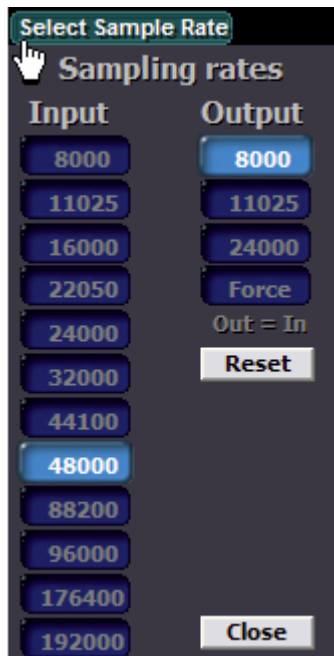 Select Sample Rate
Sampling rates
Input Output
8000 8000
11025 11025
16000 24000
22050 Force
24000 Out = In
32000 Reset
44100
48000
88200
96000
176400
192000 Close